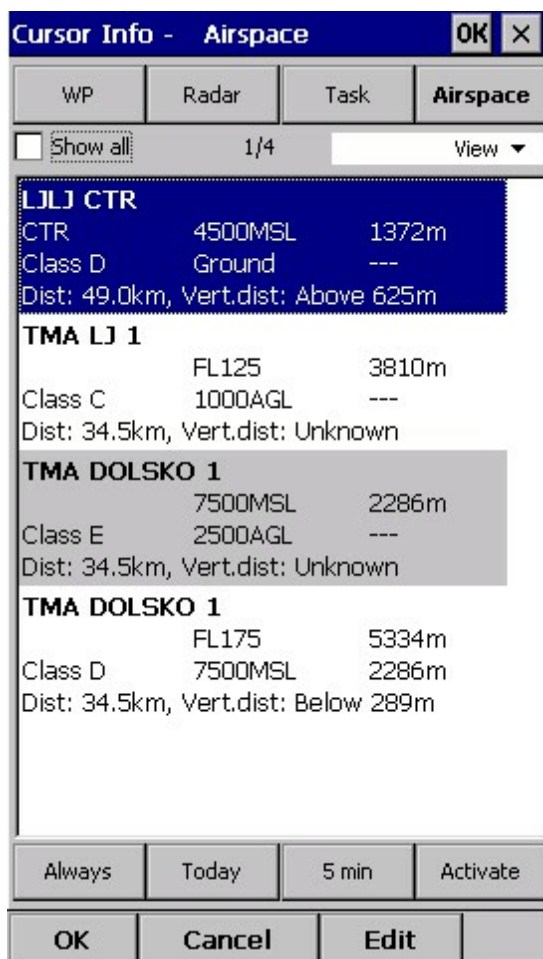 Cursor Info - Airspace OK ×
WP Radar Task Airspace
Show all 1/4 View
LJLJ CTR
CTR 4500MSL 1372m
Class D Ground ---
Dist: 49.0km, Vert.dist: Above 625m
TMA LJ 1
FL125 3810m
Class C 1000AGL ---
Dist: 34.5km, Vert.dist: Unknown
TMA DOLSKO 1
7500MSL 2286m
Class E 2500AGL ---
Dist: 34.5km, Vert.dist: Unknown
TMA DOLSKO 1
FL175 5334m
Class D 7500MSL 2286m
Dist: 34.5km, Vert.dist: Below 289m
Always Today 5 min Activate
OK Cancel Edit